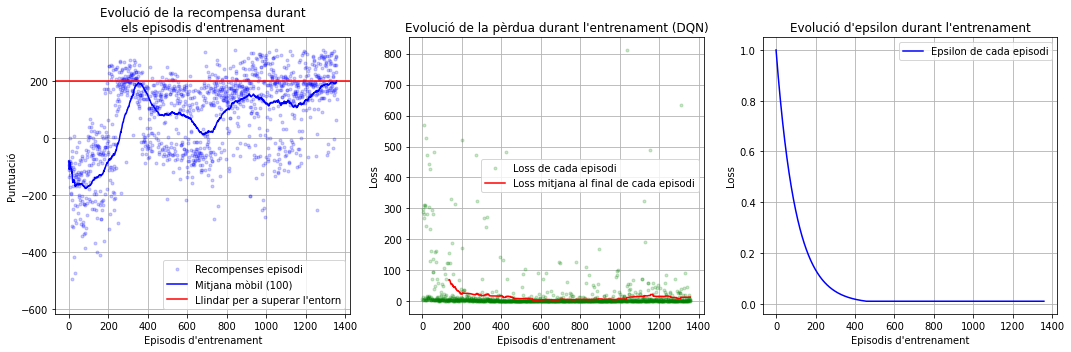 Evolució de la recompensa durant
els episodis d'entrenament
Puntuació
200
0
−200
−400
−600
0 200 400 600 800 1000 1200 1400
Recompenses episodi
Mitjana mòbil (100)
Llindar per a superar l'entorn
Episodis d'entrenament
Evolució de la pèrdua durant l'entrenament (DQN)
Loss
800
700
600
500
400
300
200
100
0
0 200 400 600 800 1000 1200 1400
Loss de cada episodi
Loss mitjana al final de cada episodi
Episodis d'entrenament
Evolució d'epsilon durant l'entrenament
Loss
1.0
0.8
0.6
0.4
0.2
0.0
0 200 400 600 800 1000 1200 1400
Epsilon de cada episodi
Episodis d'entrenament